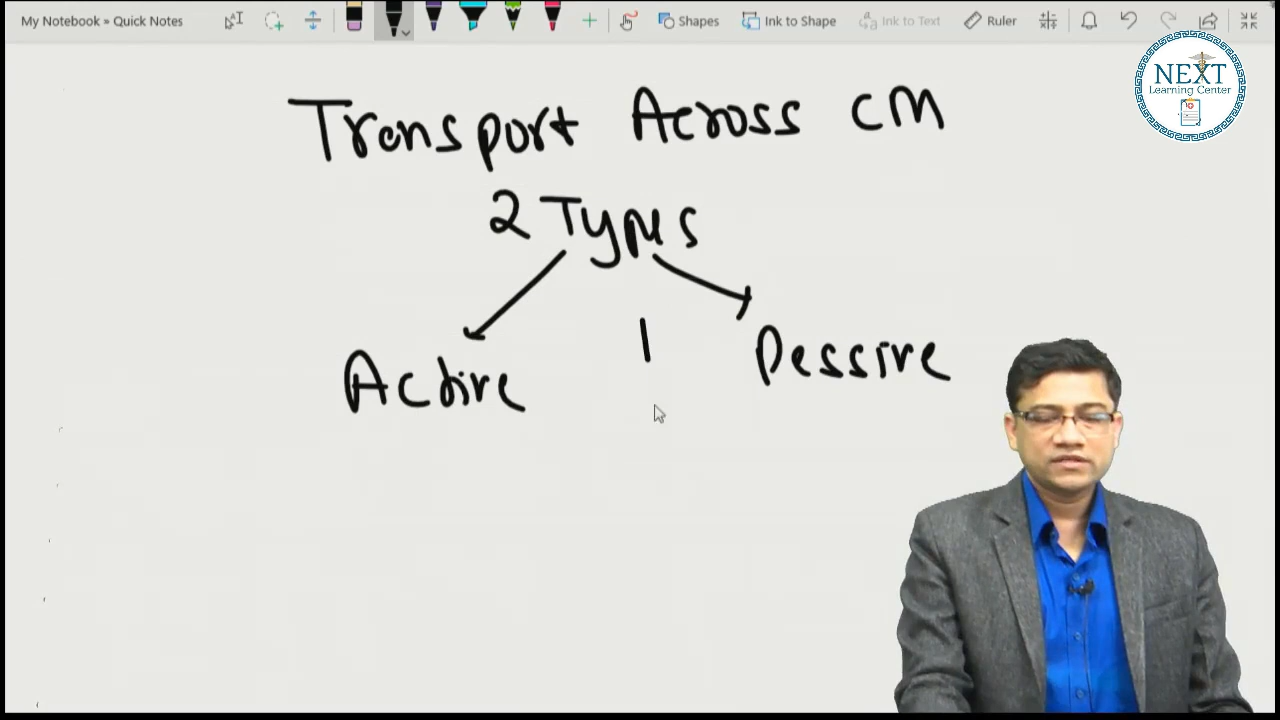 My Notebook » Quick Notes
Shapes
Ink to Shape
Ink to Text
Ruler
NEXT
Learning Center
Transport Across CM
2 Types
Active
Passive